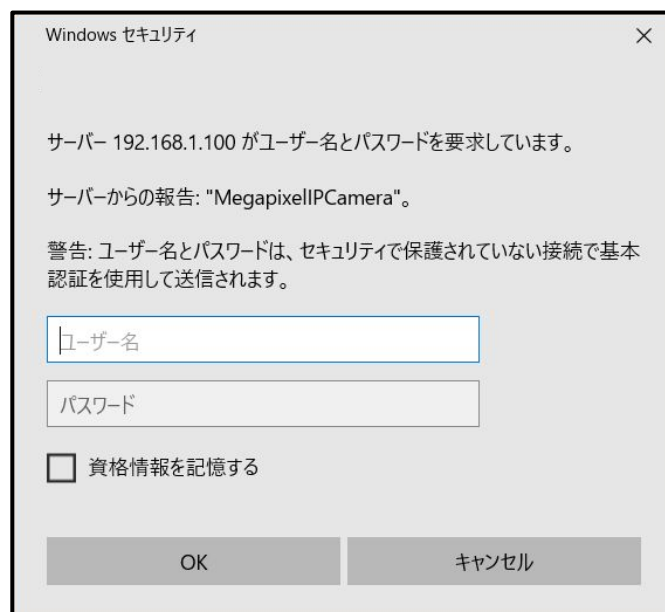 Windows セキュリティ
サーバー 192.168.1.100 がユーザー名とパスワードを要求しています。
サーバーからの報告: "MegapixelIPCamera"。
警告: ユーザー名とパスワードは、セキュリティで保護されていない接続で基本
認証を使用して送信されます。
ユーザー名
パスワード
資格情報を記憶する
OK
キャンセル